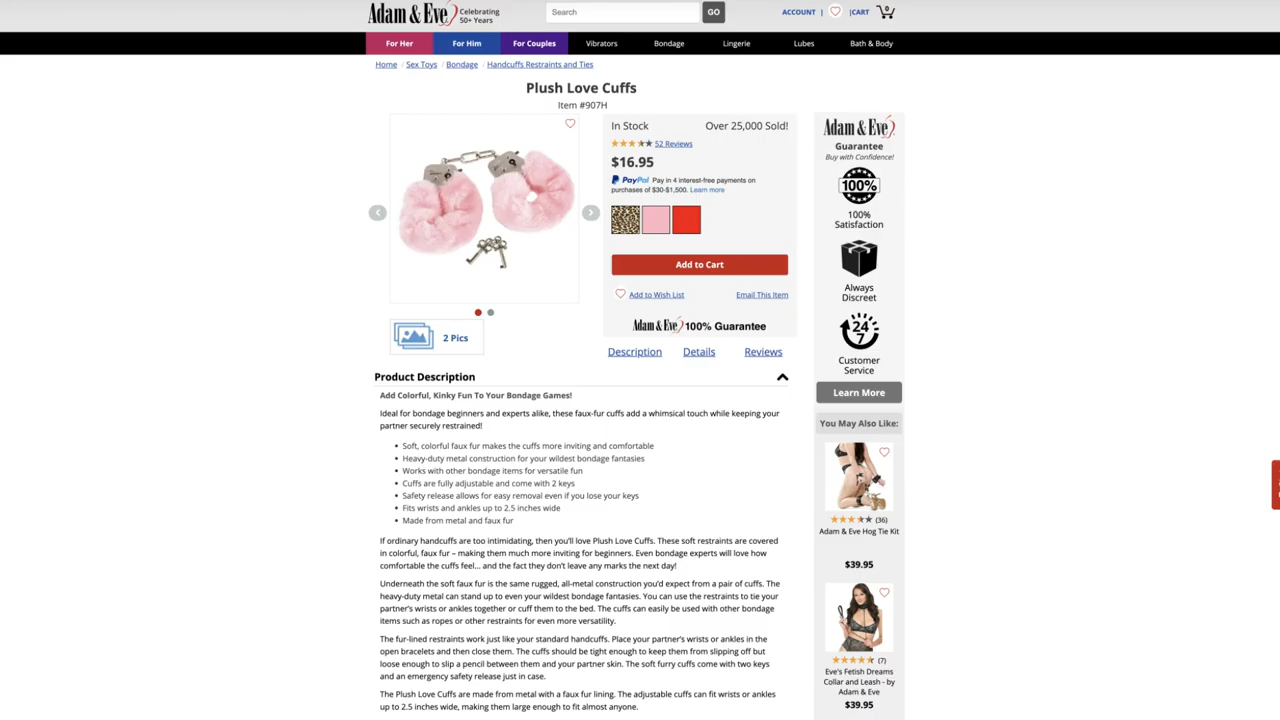 Adam & Eve
Celebrating
50+ Years
Search
GO
ACCOUNT |
|CART
0
For Her
For Him
For Couples
Vibrators
Bondage
Lingerie
Lubes
Bath & Body
Home / Sex Toys / Bondage / Handcuffs Restraints and Ties
Plush Love Cuffs
Item #907H
In Stock
Over 25,000 Sold!
52 Reviews
$16.95
PayPal Pay in 4 interest-free payments on
purchases of $30-$1,500. Learn more
Add to Cart
Add to Wish List
Email This Item
Adam & Eve 100% Guarantee
2 Pics
Description
Details
Reviews
Product Description
Add Colorful, Kinky Fun To Your Bondage Games!
Ideal for bondage beginners and experts alike, these faux-fur cuffs add a whimsical touch while keeping your
partner securely restrained!
• Soft, colorful faux fur makes the cuffs more inviting and comfortable
• Heavy-duty metal construction for your wildest bondage fantasies
• Works with other bondage items for versatile fun
• Cuffs are fully adjustable and come with 2 keys
• Safety release allows for easy removal even if you lose your keys
• Fits wrists and ankles up to 2.5 inches wide
• Made from metal and faux fur
If ordinary handcuffs are too intimidating, then you'll love Plush Love Cuffs. These soft restraints are covered
in colorful, faux fur – making them much more inviting for beginners. Even bondage experts will love how
comfortable the cuffs feel... and the fact they don't leave any marks the next day!
Underneath the soft faux fur is the same rugged, all-metal construction you'd expect from a pair of cuffs. The
heavy-duty metal can stand up to even your wildest bondage fantasies. You can use the restraints to tie your
partner's wrists or ankles together or cuff them to the bed. The cuffs can easily be used with other bondage
items such as ropes or other restraints for even more versatility.
The fur-lined restraints work just like your standard handcuffs. Place your partner's wrists or ankles in the
open bracelets and then close them. The cuffs should be tight enough to keep them from slipping off but
loose enough to slip a pencil between them and your partner skin. The soft furry cuffs come with two keys
and an emergency safety release just in case.
The Plush Love Cuffs are made from metal with a faux fur lining. The adjustable cuffs can fit wrists or ankles
up to 2.5 inches wide, making them large enough to fit almost anyone.
Adam & Eve
Guarantee
Buy with Confidence!
100%
100%
Satisfaction
Always
Discreet
24
7
Customer
Service
Learn More
You May Also Like:
(36)
Adam & Eve Hog Tie Kit
$39.95
(7)
Eve's Fetish Dreams
Collar and Leash - by
Adam & Eve
$39.95